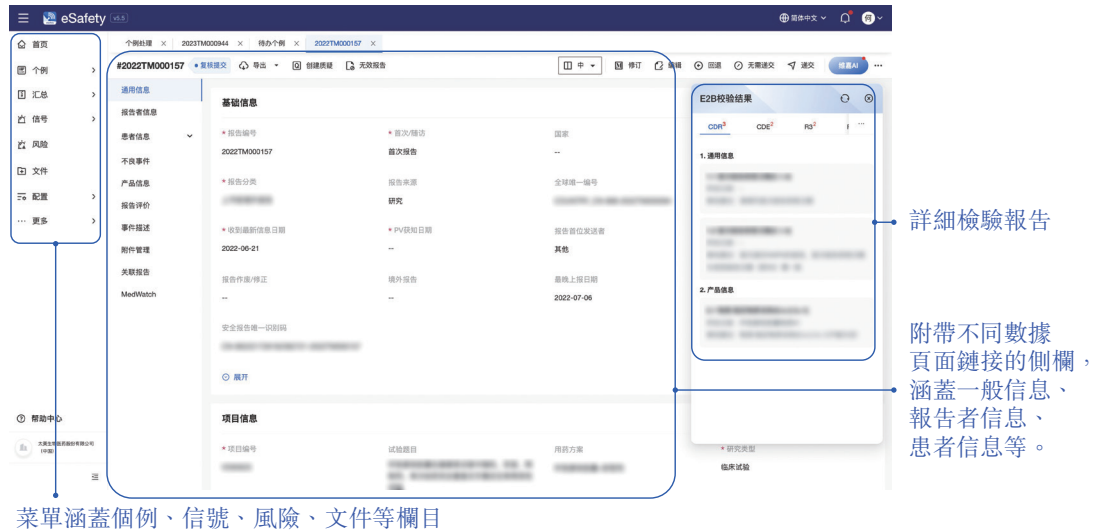 eSafety v5.5
简体中文
何
首页
个例
汇总
信号
风险
文件
配置
更多
帮助中心
(中国)
个例处理 × 2023TM000944 × 待办个例 × 2022TM000157 ×
#2022TM000157 复核提交 导出 创建质疑 无效报告 中 修订 编辑 回退 无需递交 递交
通用信息
报告者信息
患者信息
不良事件
产品信息
报告评价
事件描述
附件管理
关联报告
MedWatch
基础信息
* 报告编号 * 首次/随访 国家
2022TM000157 首次报告 --
* 报告分类 报告来源 全球唯一编号
研究
* 收到最新信息日期 * PV获知日期 报告首位发送者
2022-06-21 -- 其他
报告作废/修正 境外报告 最晚上报日期
-- -- 2022-07-06
安全报告唯一识别码
展开
项目信息
* 项目编号 试验题目 用药方案 * 研究类型
临床试验
E2B校验结果
CDR3 CDE2 R32
1. 通用信息
2. 产品信息
詳細檢驗報告
附帶不同數據
頁面鏈接的側欄，
涵蓋一般信息、
報告者信息、
患者信息等。
菜單涵蓋個例、信號、風險、文件等欄目